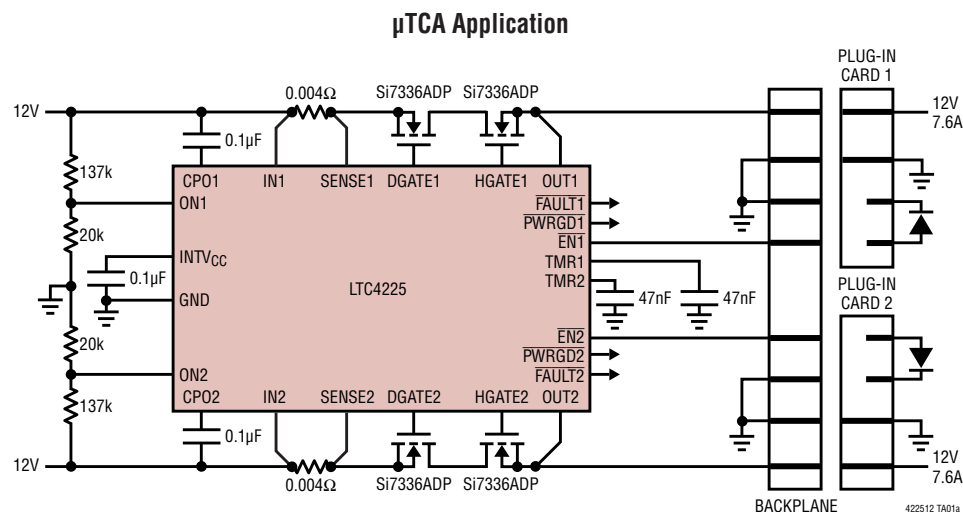 µTCA Application
PLUG-IN
CARD 1
0.004Ω
Si7336ADP Si7336ADP
12V
12V
7.6A
0.1µF
137k
CPO1 IN1 SENSE1 DGATE1 HGATE1 OUT1
ON1
FAULT1
PWRGD1
20k
EN1
INTVCC
TMR1
0.1µF
TMR2
LTC4225
47nF 47nF
GND
PLUG-IN
CARD 2
20k
EN2
PWRGD2
ON2
FAULT2
CPO2 IN2 SENSE2 DGATE2 HGATE2 OUT2
137k
0.1µF
12V
12V
7.6A
0.004Ω
Si7336ADP Si7336ADP
BACKPLANE
422512 TA01a